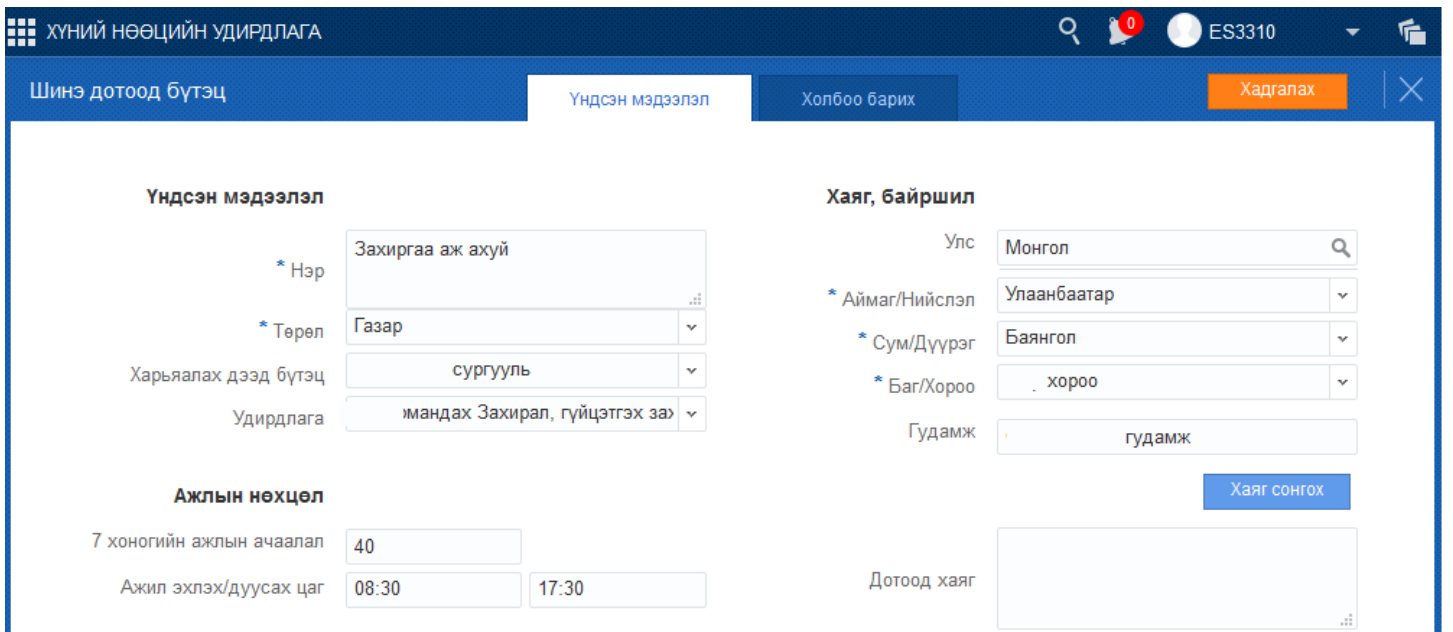 ХҮНИЙ НӨӨЦИЙН УДИРДЛАГА
0
ES3310
Шинэ дотоод бүтэц
Үндсэн мэдээлэл
Холбоо барих
Хадгалах
Үндсэн мэдээлэл
* Нэр
Захиргаа аж ахуй
* Төрөл
Газар
Харьяалах дээд бүтэц
сургууль
Удирдлага
Захирал, гүйцэтгэх
Ажлын нөхцөл
7 хоногийн ажлын ачаалал
40
Ажил эхлэх/дуусах цаг
08:30
17:30
Хаяг, байршил
Улс
Монгол
* Аймаг/Нийслэл
Улаанбаатар
* Сум/Дүүрэг
Баянгол
* Баг/Хороо
хороо
Гудамж
гудамж
Хаяг сонгох
Дотоод хаяг